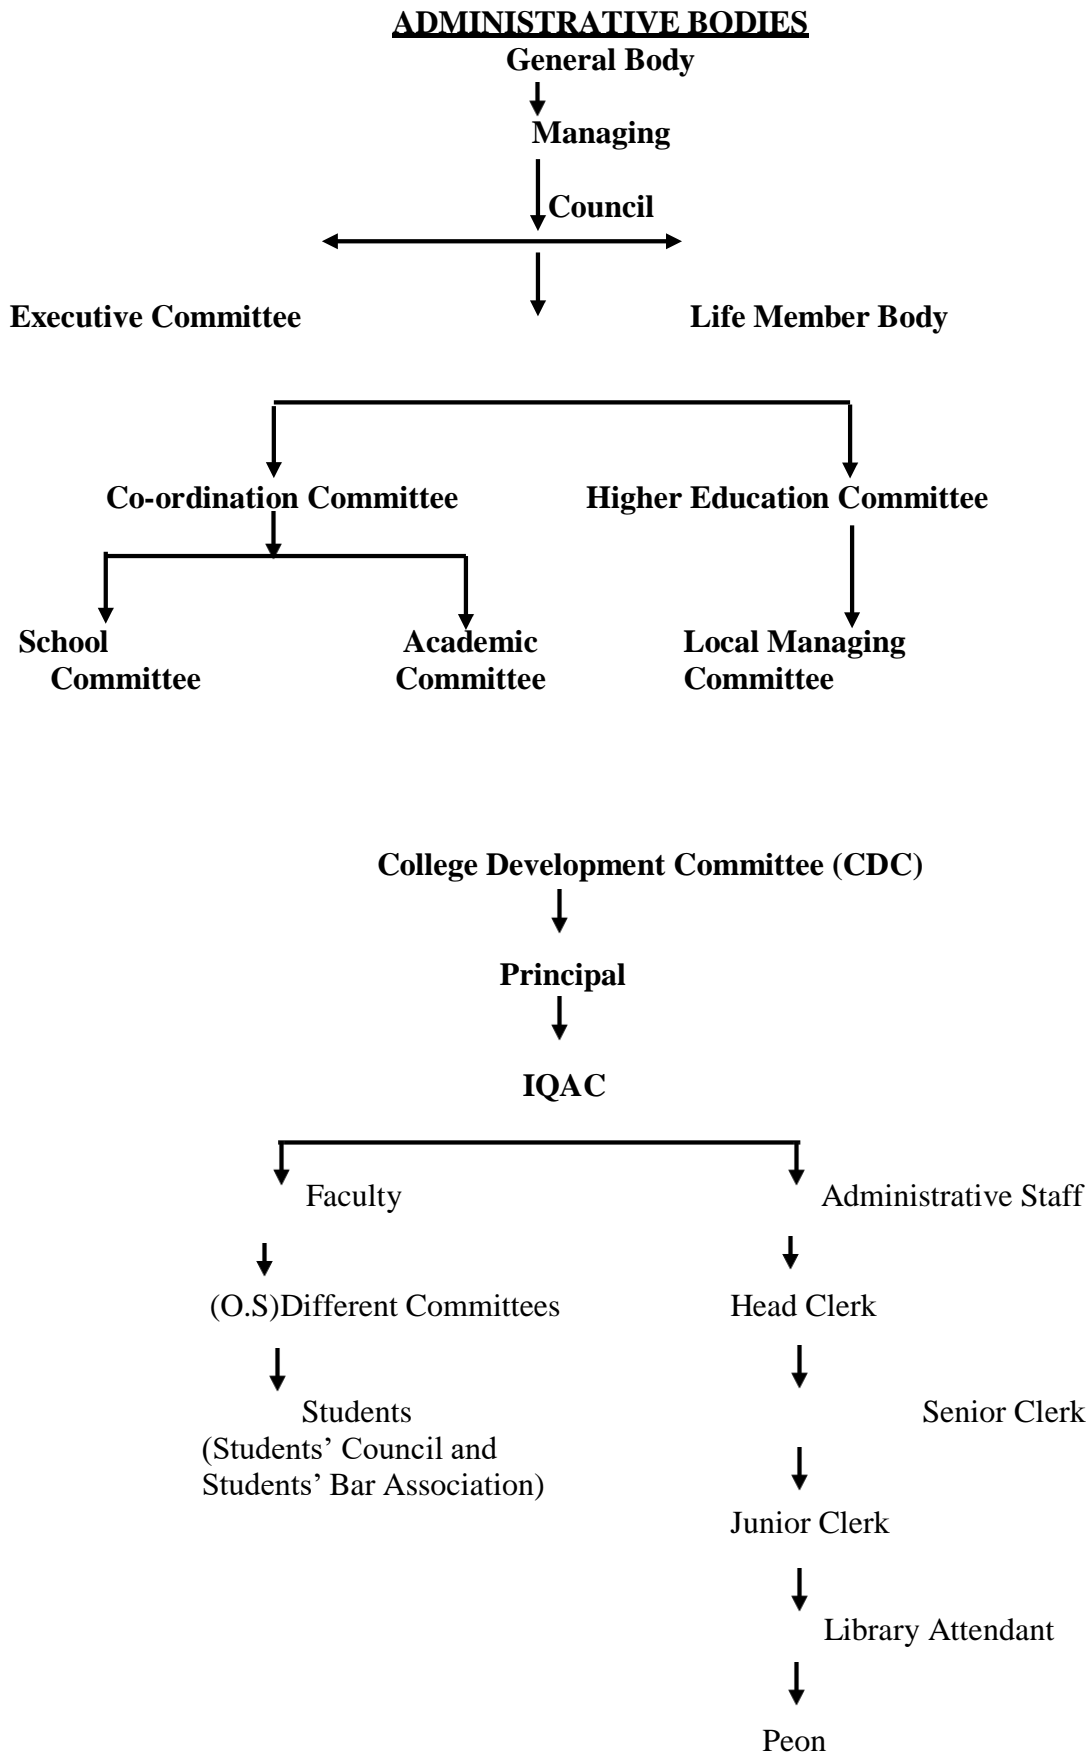 ADMINISTRATIVE BODIES
General Body
Managing
Council
Executive Committee Life Member Body
Co-ordination Committee Higher Education Committee
School Academic Local Managing
Committee Committee Committee
College Development Committee (CDC)
Principal
IQAC
Faculty Administrative Staff
(O.S)Different Committees Head Clerk
Students Senior Clerk
(Students’ Council and
Students’ Bar Association)
Junior Clerk
Library Attendant
Peon